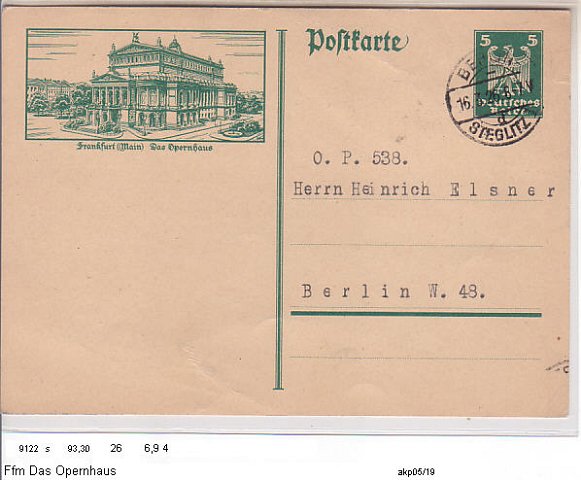 Postkarte
5 5
Deutsches
Reich
STEGLITZ
Frankfurt (Main) Das Opernhaus
O. P. 538.
Herrn Heinrich Elsner
Berlin W. 48.
9122 s 93,30 26 6,9 4
Ffm Das Opernhaus
akp05/19